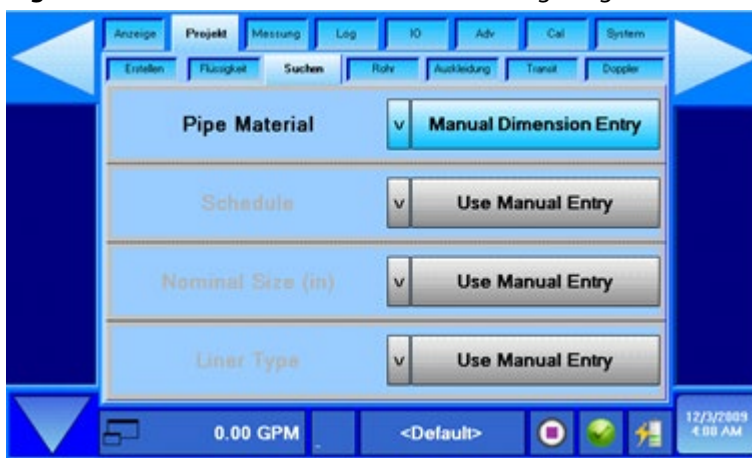 Anzeige Projekt Messung Log IO Adv Cal System
Erstellen Flüssigkeit Suchen Rohr Auskleidung Transit Doppler
Pipe Material v Manual Dimension Entry
Schedule v Use Manual Entry
Nominal Size (in) v Use Manual Entry
Liner Type v Use Manual Entry
0.00 GPM <Default> 12/3/2009
4:08 AM